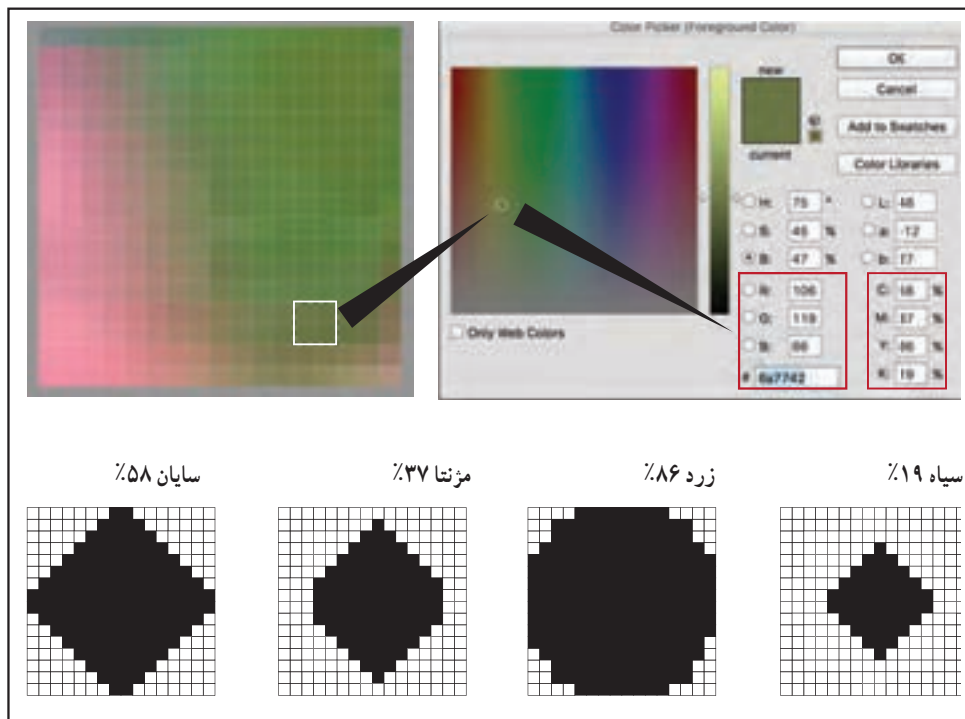 Color Picker (Foreground Color)
new
current
OK
Cancel
Add to Swatches
Color Libraries
H: 75 °
S: 45 %
B: 47 %
R: 106
G: 119
B: 66
# 6a7742
L: 48
a: -12
b: 17
C: 58 %
M: 37 %
Y: 86 %
K: 19 %
Only Web Colors
سیاه ۱۹٪
زرد ۸۶٪
مژنتا ۳۷٪
سایان ۵۸٪